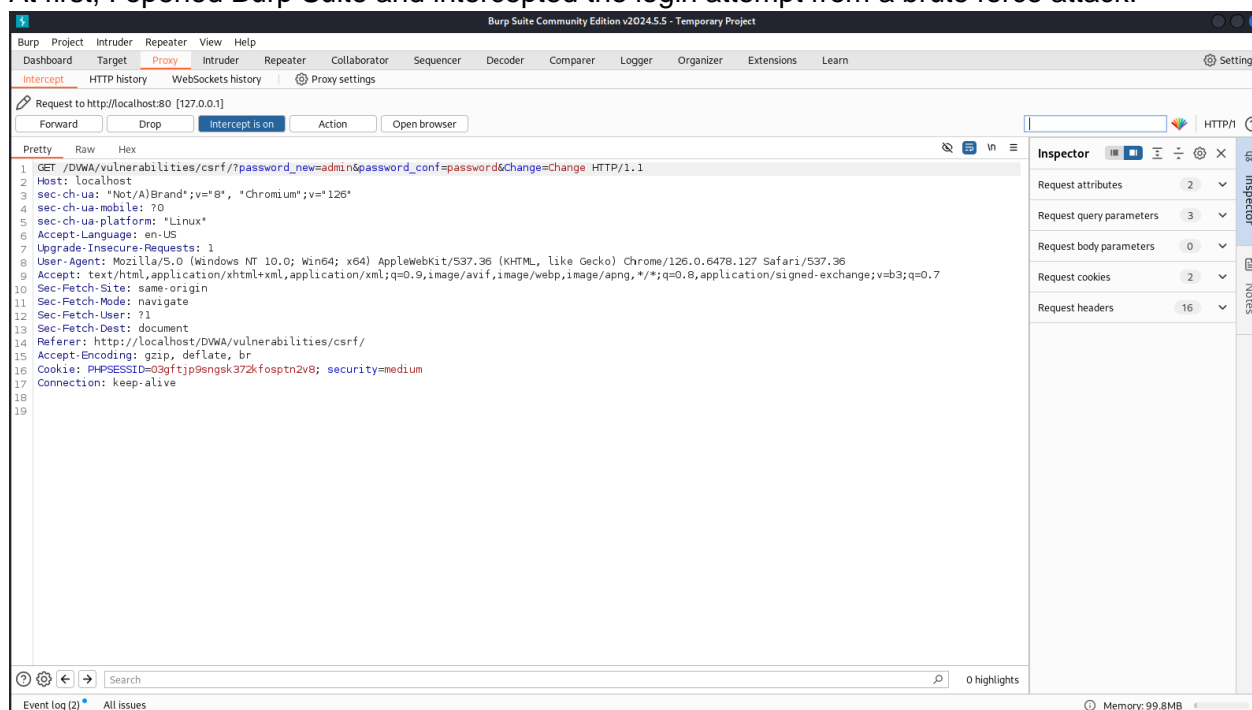 At first, I opened Burp Suite and intercepted the login attempt from a brute force attack.
Burp Suite Community Edition v2024.5.5 - Temporary Project
Burp Project Intruder Repeater View Help
Dashboard Target Proxy Intruder Repeater Collaborator Sequencer Decoder Comparer Logger Organizer Extensions Learn Setting
Intercept HTTP history WebSockets history Proxy settings
Request to http://localhost:80 [127.0.0.1]
Forward Drop Intercept is on Action Open browser HTTP/1
Pretty Raw Hex \n
Inspector
1 GET /DVWA/vulnerabilities/csrf/?password_new=admin&password_conf=password&Change=Change HTTP/1.1
2 Host: localhost
3 sec-ch-ua: "Not/A)Brand";v="8", "Chromium";v="126"
4 sec-ch-ua-mobile: ?0
5 sec-ch-ua-platform: "Linux"
6 Accept-Language: en-US
7 Upgrade-Insecure-Requests: 1
8 User-Agent: Mozilla/5.0 (Windows NT 10.0; Win64; x64) AppleWebKit/537.36 (KHTML, like Gecko) Chrome/126.0.6478.127 Safari/537.36
9 Accept: text/html,application/xhtml+xml,application/xml;q=0.9,image/avif,image/webp,image/apng,*/*;q=0.8,application/signed-exchange;v=b3;q=0.7
10 Sec-Fetch-Site: same-origin
11 Sec-Fetch-Mode: navigate
12 Sec-Fetch-User: ?1
13 Sec-Fetch-Dest: document
14 Referer: http://localhost/DVWA/vulnerabilities/csrf/
15 Accept-Encoding: gzip, deflate, br
16 Cookie: PHPSESSID=03gftjp9sngsk372kfosptn2v8; security=medium
17 Connection: keep-alive
18
19
Request attributes 2
Request query parameters 3
Request body parameters 0
Request cookies 2
Request headers 16
Inspector
Notes
Search 0 highlights
Event log (2) All issues Memory: 99.8MB